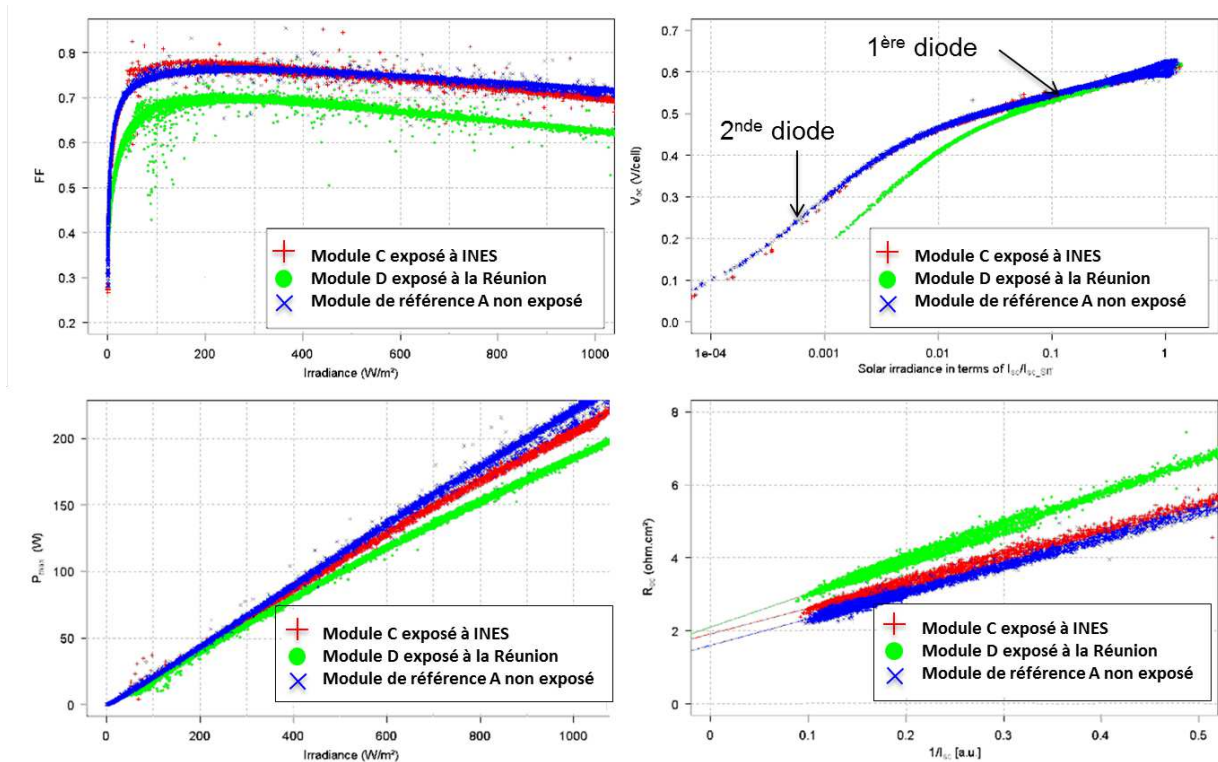 0.8
0.7
0.6
FF
0.5
0.4
0.3
0.2
0
200
400
600
800
1000
Irradiance (W/m²)
Module C exposé à INES
Module D exposé à la Réunion
Module de référence A non exposé
0.7
0.6
0.5
0.4
0.3
0.2
0.1
0.0
(V/cell)
1ère diode
2nde diode
1e-04
0.001
0.01
0.1
1
Solar irradiance in terms of
Module C exposé à INES
Module D exposé à la Réunion
Module de référence A non exposé
200
150
100
50
0
(W)
0
200
400
600
800
1000
Irradiance (W/m²)
Module C exposé à INES
Module D exposé à la Réunion
Module de référence A non exposé
8
6
4
2
0
(ohm.cm²)
0
0.1
0.2
0.3
0.4
0.5
[a.u.]
Module C exposé à INES
Module D exposé à la Réunion
Module de référence A non exposé